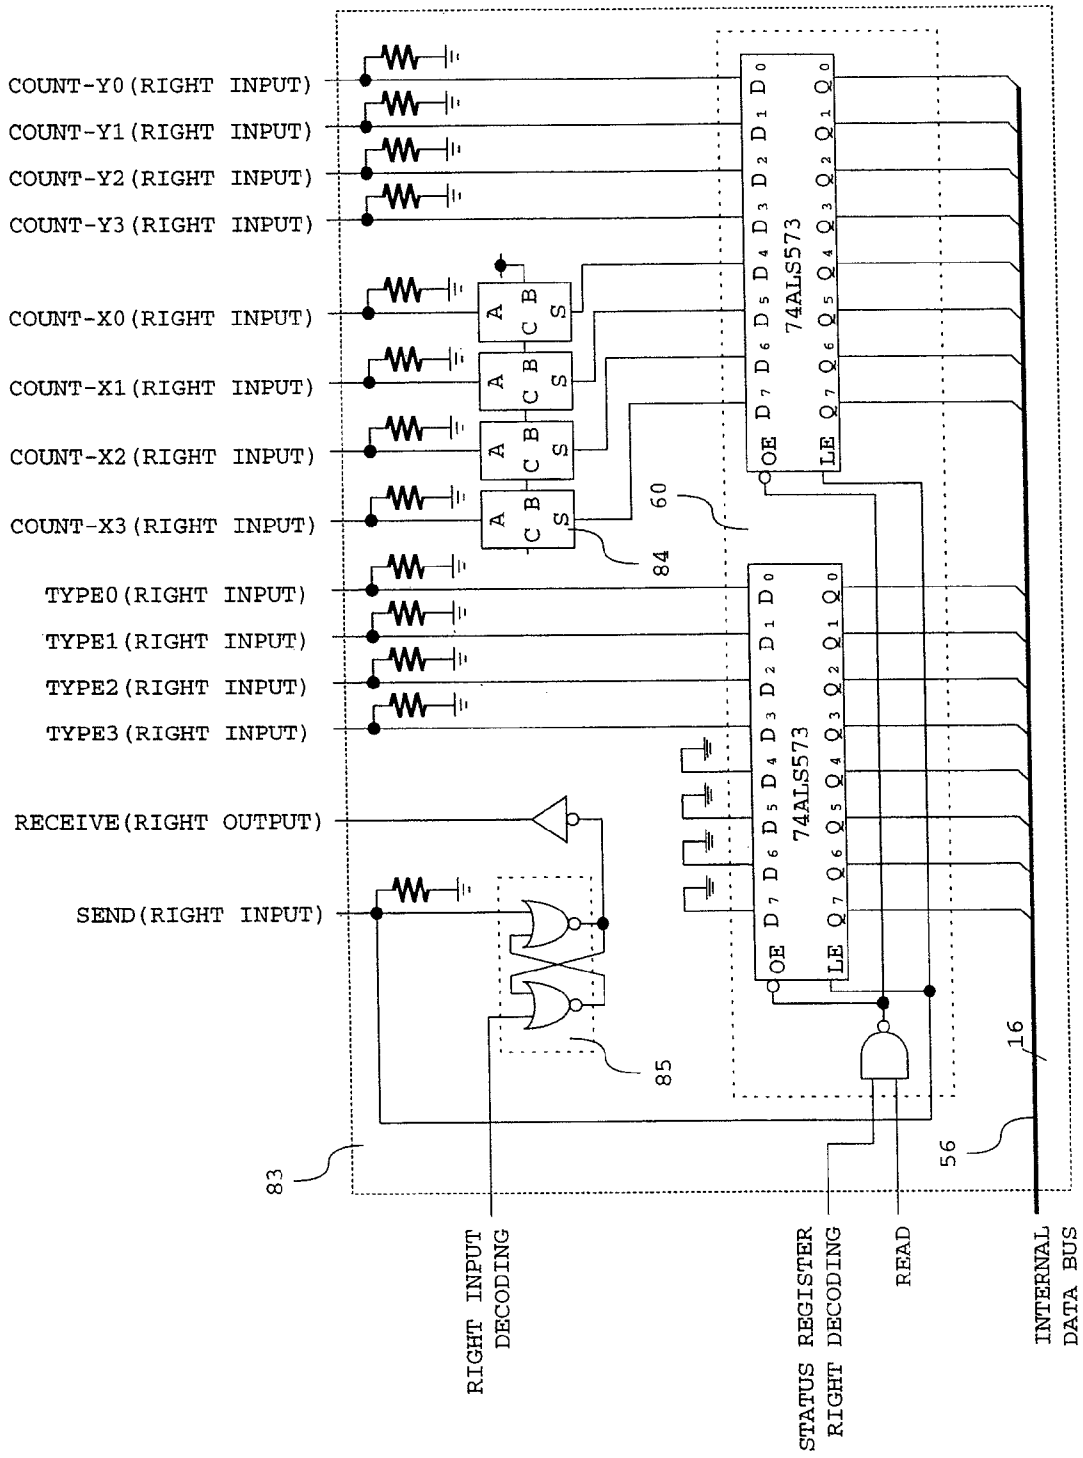 COUNT-Y0(RIGHT INPUT)
COUNT-Y1(RIGHT INPUT)
COUNT-Y2(RIGHT INPUT)
COUNT-Y3(RIGHT INPUT)
COUNT-X0(RIGHT INPUT)
COUNT-X1(RIGHT INPUT)
COUNT-X2(RIGHT INPUT)
COUNT-X3(RIGHT INPUT)
TYPE0(RIGHT INPUT)
TYPE1(RIGHT INPUT)
TYPE2(RIGHT INPUT)
TYPE3(RIGHT INPUT)
RECEIVE(RIGHT OUTPUT)
SEND(RIGHT INPUT)
A
C B
S
A
C B
S
A
C B
S
A
C B
S
84
60
OE D7 D6 D5 D4 D3 D2 D1 D0
74ALS573
LE Q7 Q6 Q5 Q4 Q3 Q2 Q1 Q0
OE D7 D6 D5 D4 D3 D2 D1 D0
74ALS573
LE Q7 Q6 Q5 Q4 Q3 Q2 Q1 Q0
85
83
56
16
RIGHT INPUT
DECODING
STATUS REGISTER
RIGHT DECODING
READ
INTERNAL
DATA BUS